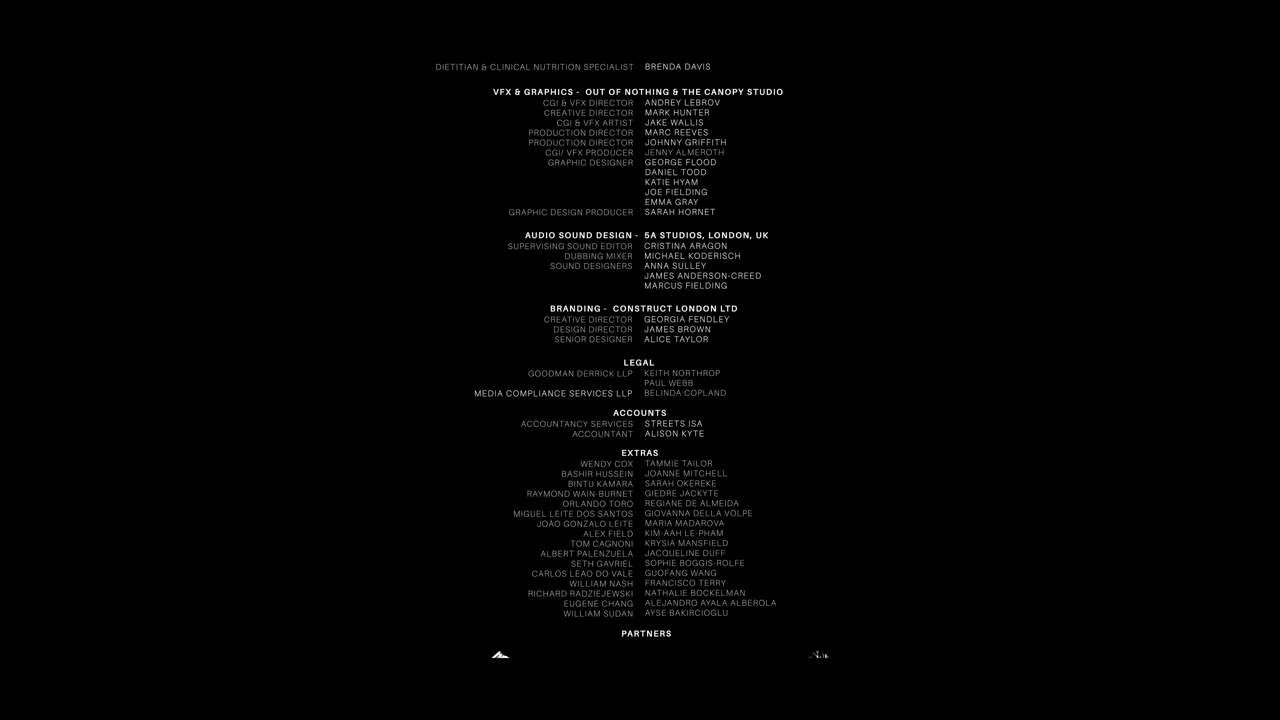 DIETITIAN & CLINICAL NUTRITION SPECIALIST BRENDA DAVIS
VFX & GRAPHICS - OUT OF NOTHING & THE CANOPY STUDIO
CGI & VFX DIRECTOR ANDREY LEBROV
CREATIVE DIRECTOR MARK HUNTER
CGI & VFX ARTIST JAKE WALLIS
PRODUCTION DIRECTOR MARC REEVES
PRODUCTION DIRECTOR JOHNNY GRIFFITH
CGI/ VFX PRODUCER JENNY ALMEROTH
GRAPHIC DESIGNER GEORGE FLOOD
DANIEL TODD
KATIE HYAM
JOE FIELDING
EMMA GRAY
GRAPHIC DESIGN PRODUCER SARAH HORNET
AUDIO SOUND DESIGN - 5A STUDIOS, LONDON, UK
SUPERVISING SOUND EDITOR CRISTINA ARAGON
DUBBING MIXER MICHAEL KODERISCH
SOUND DESIGNERS ANNA SULLEY
JAMES ANDERSON-CREED
MARCUS FIELDING
BRANDING - CONSTRUCT LONDON LTD
CREATIVE DIRECTOR GEORGIA FENDLEY
DESIGN DIRECTOR JAMES BROWN
SENIOR DESIGNER ALICE TAYLOR
LEGAL
GOODMAN DERRICK LLP KEITH NORTHROP
PAUL WEBB
MEDIA COMPLIANCE SERVICES LLP BELINDA COPLAND
ACCOUNTS
ACCOUNTANCY SERVICES STREETS ISA
ACCOUNTANT ALISON KYTE
EXTRAS
WENDY COX TAMMIE TAILOR
BASHIR HUSSEIN JOANNE MITCHELL
BINTU KAMARA SARAH OKEREKE
RAYMOND WAIN-BURNET GIEDRE JACKYTE
ORLANDO TORO REGIANE DE ALMEIDA
MIGUEL LEITE DOS SANTOS GIOVANNA DELLA VOLPE
JOÃO GONZALO LEITE MARIA MADAROVA
ALEX FIELD KIM-AAH LE-PHAM
TOM CAGNONI KRYSIA MANSFIELD
ALBERT PALENZUELA JACQUELINE DUFF
SETH GAVRIEL SOPHIE BOGGIS-ROLFE
CARLOS LEAO DO VALE GUOFANG WANG
WILLIAM NASH FRANCISCO TERRY
RICHARD RADZIEJEWSKI NATHALIE BOCKELMAN
EUGENE CHANG ALEJANDRO AYALA ALBEROLA
WILLIAM SUDAN AYSE BAKIRCIOGLU
PARTNERS